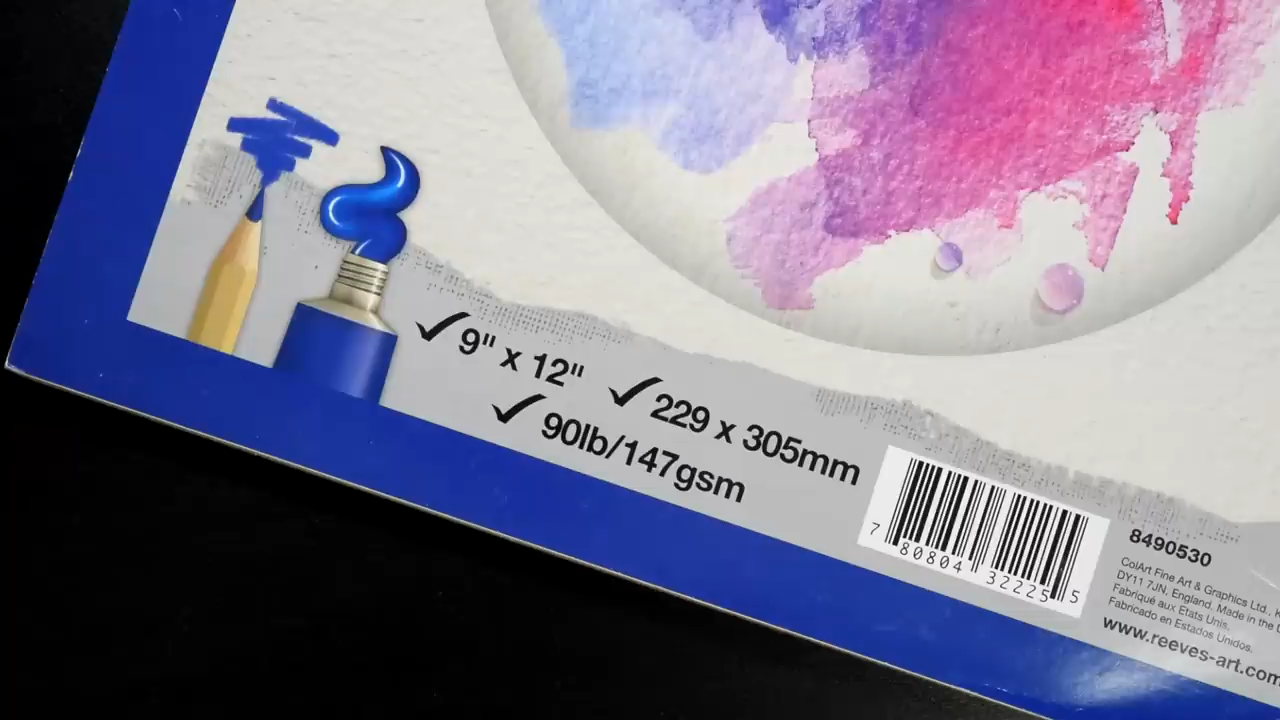 ✓ 9" x 12" ✓ 229 x 305mm
✓ 90lb/147gsm
7 80804 32225 5
8490530
ColArt Fine Art & Graphics Ltd.,
DY11 7JN, England. Made in the
Fabriqué aux Etats Unis.
Fabricado en Estados Unidos.
www.reeves-art.com